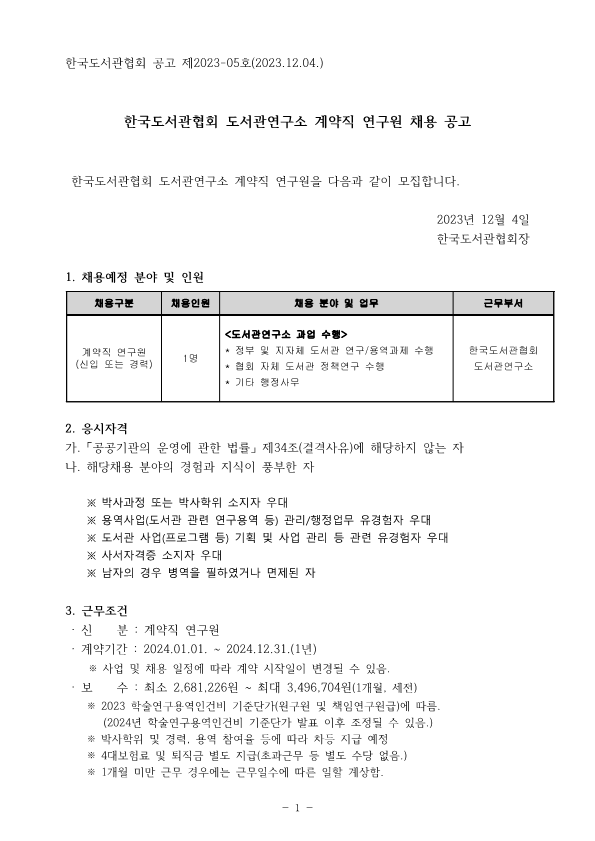 한국도서관협회 공고 제2023-05호(2023.12.04.)
한국도서관협회 도서관연구소 계약직 연구원 채용 공고
한국도서관협회 도서관연구소 계약직 연구원을 다음과 같이 모집합니다.
2023년 12월 4일
한국도서관협회장
1. 채용예정 분야 및 인원
채용구분 채용인원 채용 분야 및 업무 근무부서
계약직 연구원
(신입 또는 경력)
1명
<도서관연구소 과업 수행>
* 정부 및 지자체 도서관 연구/용역과제 수행
* 협회 자체 도서관 정책연구 수행
* 기타 행정사무
한국도서관협회
도서관연구소
2. 응시자격
가.「공공기관의 운영에 관한 법률」제34조(결격사유)에 해당하지 않는 자
나. 해당채용 분야의 경험과 지식이 풍부한 자
※ 박사과정 또는 박사학위 소지자 우대
※ 용역사업(도서관 관련 연구용역 등) 관리/행정업무 유경험자 우대
※ 도서관 사업(프로그램 등) 기획 및 사업 관리 등 관련 유경험자 우대
※ 사서자격증 소지자 우대
※ 남자의 경우 병역을 필하였거나 면제된 자
3. 근무조건
· 신 분 : 계약직 연구원
· 계약기간 : 2024.01.01. ~ 2024.12.31.(1년)
※ 사업 및 채용 일정에 따라 계약 시작일이 변경될 수 있음.
· 보 수 : 최소 2,681,226원 ~ 최대 3,496,704원(1개월, 세전)
※ 2023 학술연구용역인건비 기준단가(원구원 및 책임연구원급)에 따름.
(2024년 학술연구용역인건비 기준단가 발표 이후 조정될 수 있음.)
※ 박사학위 및 경력, 용역 참여율 등에 따라 차등 지급 예정
※ 4대보험료 및 퇴직금 별도 지급(초과근무 등 별도 수당 없음.)
※ 1개월 미만 근무 경우에는 근무일수에 따른 일할 계상함.
- 1 -